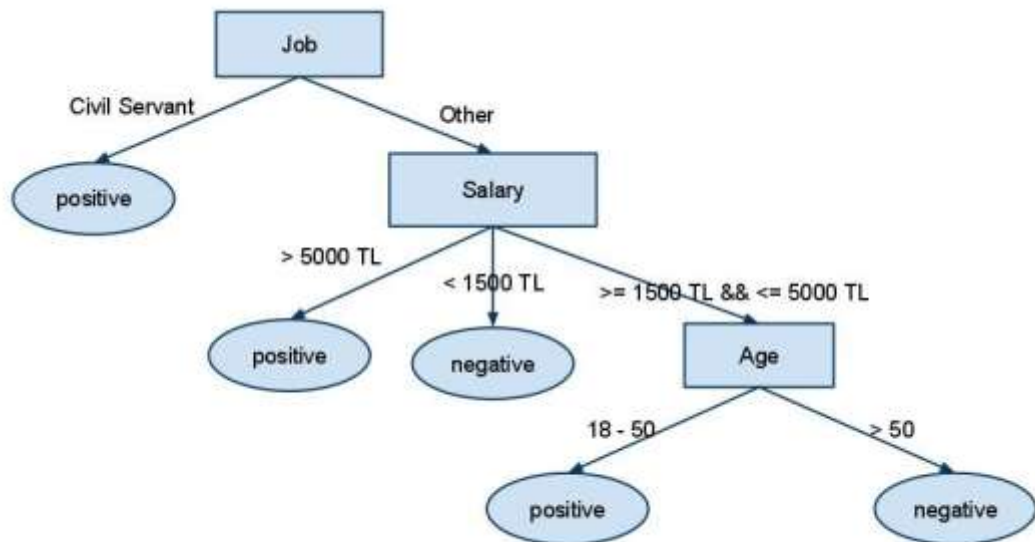 Job
Civil Servant
Other
positive
Salary
> 5000 TL
< 1500 TL
>= 1500 TL && <= 5000 TL
positive
negative
Age
18 - 50
> 50
positive
negative